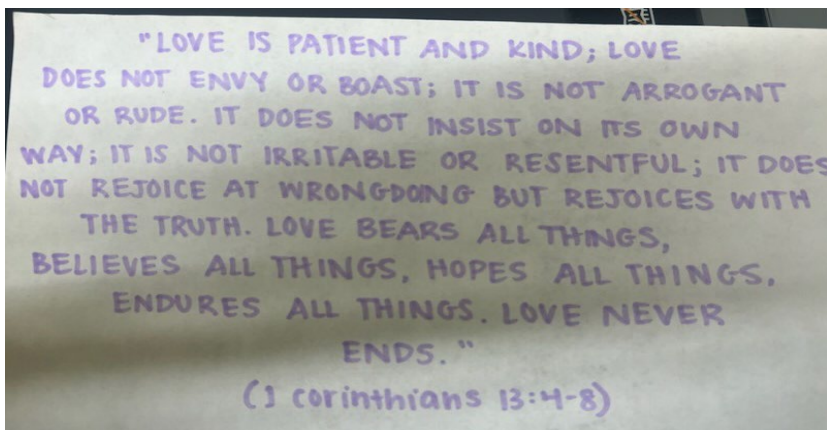 "LOVE IS PATIENT AND KIND; LOVE
DOES NOT ENVY OR BOAST; IT IS NOT ARROGANT
OR RUDE. IT DOES NOT INSIST ON ITS OWN
WAY; IT IS NOT IRRITABLE OR RESENTFUL; IT DOES
NOT REJOICE AT WRONGDOING BUT REJOICES WITH
THE TRUTH. LOVE BEARS ALL THINGS,
BELIEVES ALL THINGS, HOPES ALL THINGS,
ENDURES ALL THINGS. LOVE NEVER
ENDS."
(1 corinthians 13:4-8)